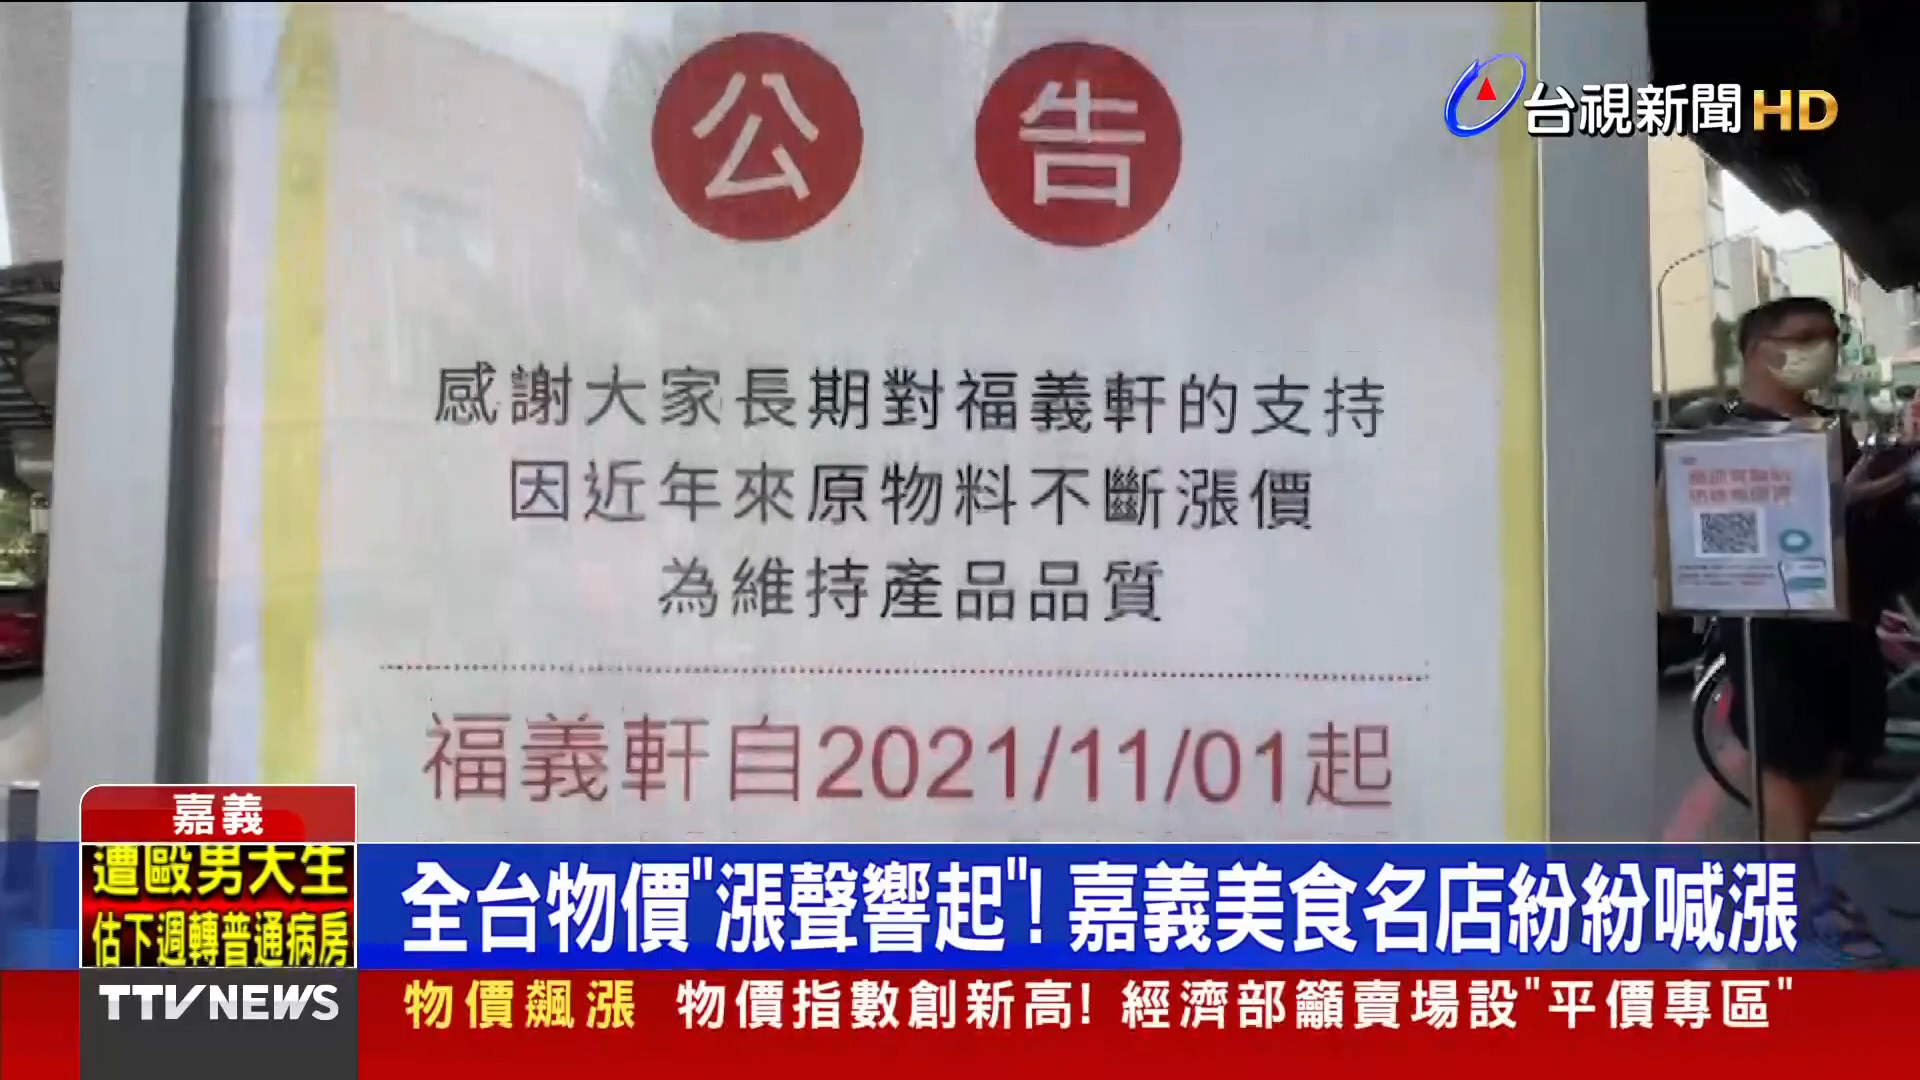 公告
台視新聞HD
感謝大家長期對福義軒的支持
因近年來原物料不斷漲價
為維持產品品質
福義軒自2021/11/01起
嘉義
遭毆男大生
估下週轉普通病房
全台物價"漲聲響起"！嘉義美食名店紛紛喊漲
TTV NEWS
物價飆漲 物價指數創新高！經濟部籲賣場設"平價專區"